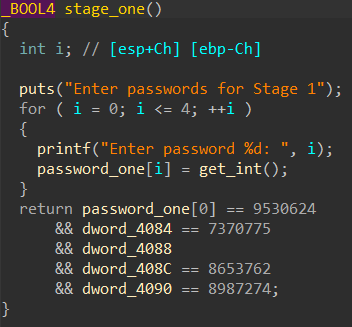 _BOOL4 stage_one()
{
  int i; // [esp+Ch] [ebp-Ch]

  puts("Enter passwords for Stage 1");
  for ( i = 0; i <= 4; ++i )
  {
    printf("Enter password %d: ", i);
    password_one[i] = get_int();
  }
  return password_one[0] == 9530624
      && dword_4084 == 7370775
      && dword_4088
      && dword_408C == 8653762
      && dword_4090 == 8987274;
}